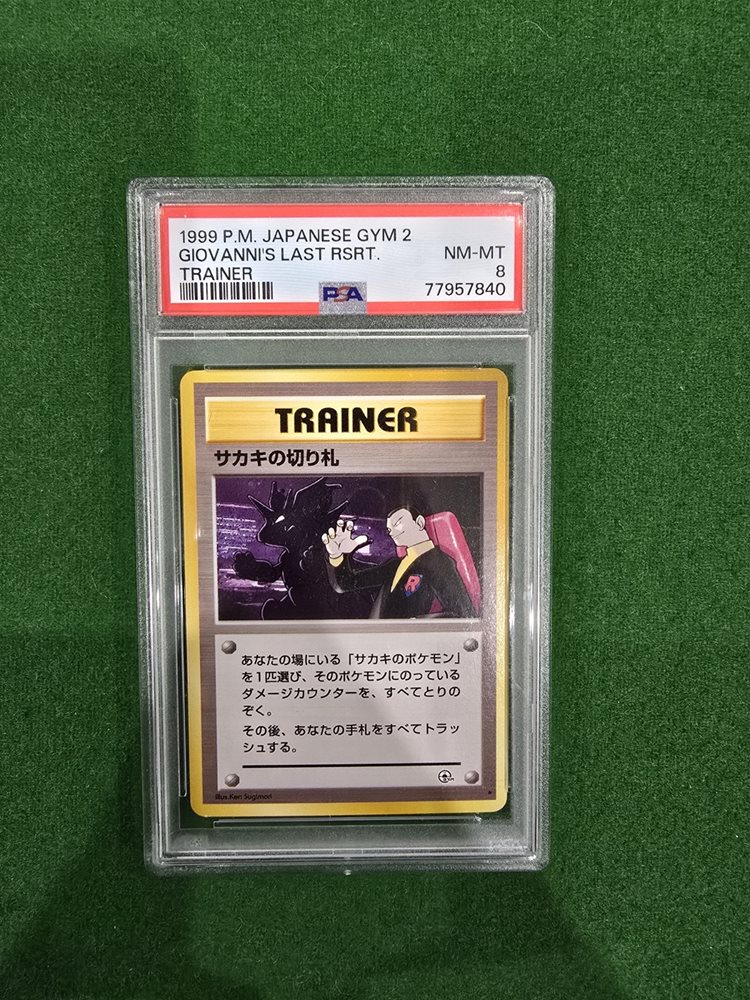 1999 P.M. JAPANESE GYM 2
GIOVANNI'S LAST RSRT.
TRAINER
NM-MT
8
77957840
PSA
TRAINER
サカキの切り札
R
あなたの場にいる「サカキのポケモン」
を1匹選び、そのポケモンにのっている
ダメージカウンターを、すべてとりの
ぞく。
その後、あなたの手札をすべてトラッ
シュする。
Illus.Ken Sugimori